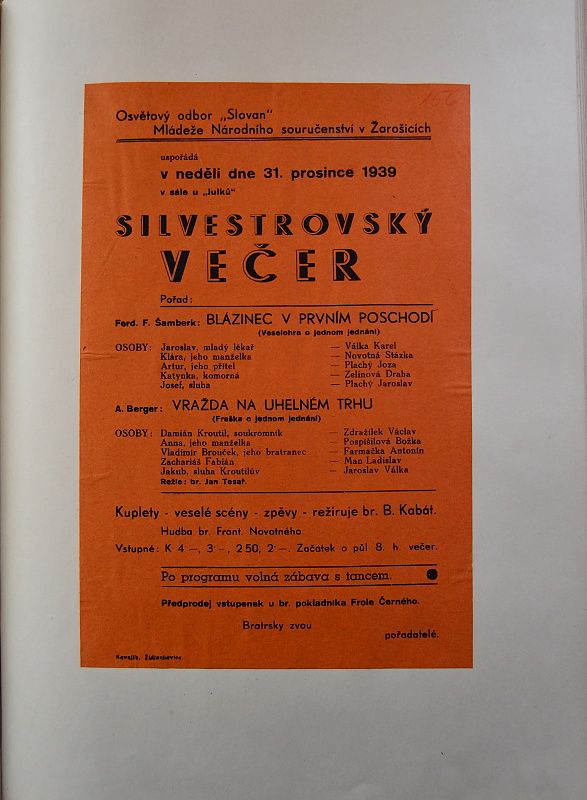 156
Osvětový odbor „Slovan"
Mládeže Národního souručenství v Žarošicích
uspořádá
v neděli dne 31. prosince 1939
v sále u „Julků"
SILVESTROVSKÝ
VEČER
Pořad:
Ferd. F. Šamberk: BLÁZINEC V PRVNÍM POSCHODÍ
(Veselohra o jednom jednání)
OSOBY: Jaroslav, mladý lékař — Válka Karel
Klára, jeho manželka — Novotná Stázka
Artur, jeho přítel — Plachý Joza
Katynka, komorná — Zelinová Draha
Josef, sluha — Plachý Jaroslav
A. Berger: VRAŽDA NA UHELNÉM TRHU
(Fraška o jednom jednání)
OSOBY: Damián Kroutil, soukromník — Zdražílek Václav
Anna, jeho manželka — Pospíšilová Božka
Vladimír Brouček, jeho bratranec — Farmačka Antonín
Zachariáš Fabián — Man Ladislav
Jakub, sluha Kroutilův — Jaroslav Válka
Režie: br. Jan Tesař.
Kuplety - veselé scény - zpěvy - režiruje br. B. Kabát.
Hudba br. Frant. Novotného
Vstupné: K 4 —, 3·-, 2 50, 2·—. Začátek o půl 8. h. večer.
Po programu volná zábava s tancem.
Předprodej vstupenek u br. pokladníka Frole Černého.
Bratrsky zvou
pořadatelé.